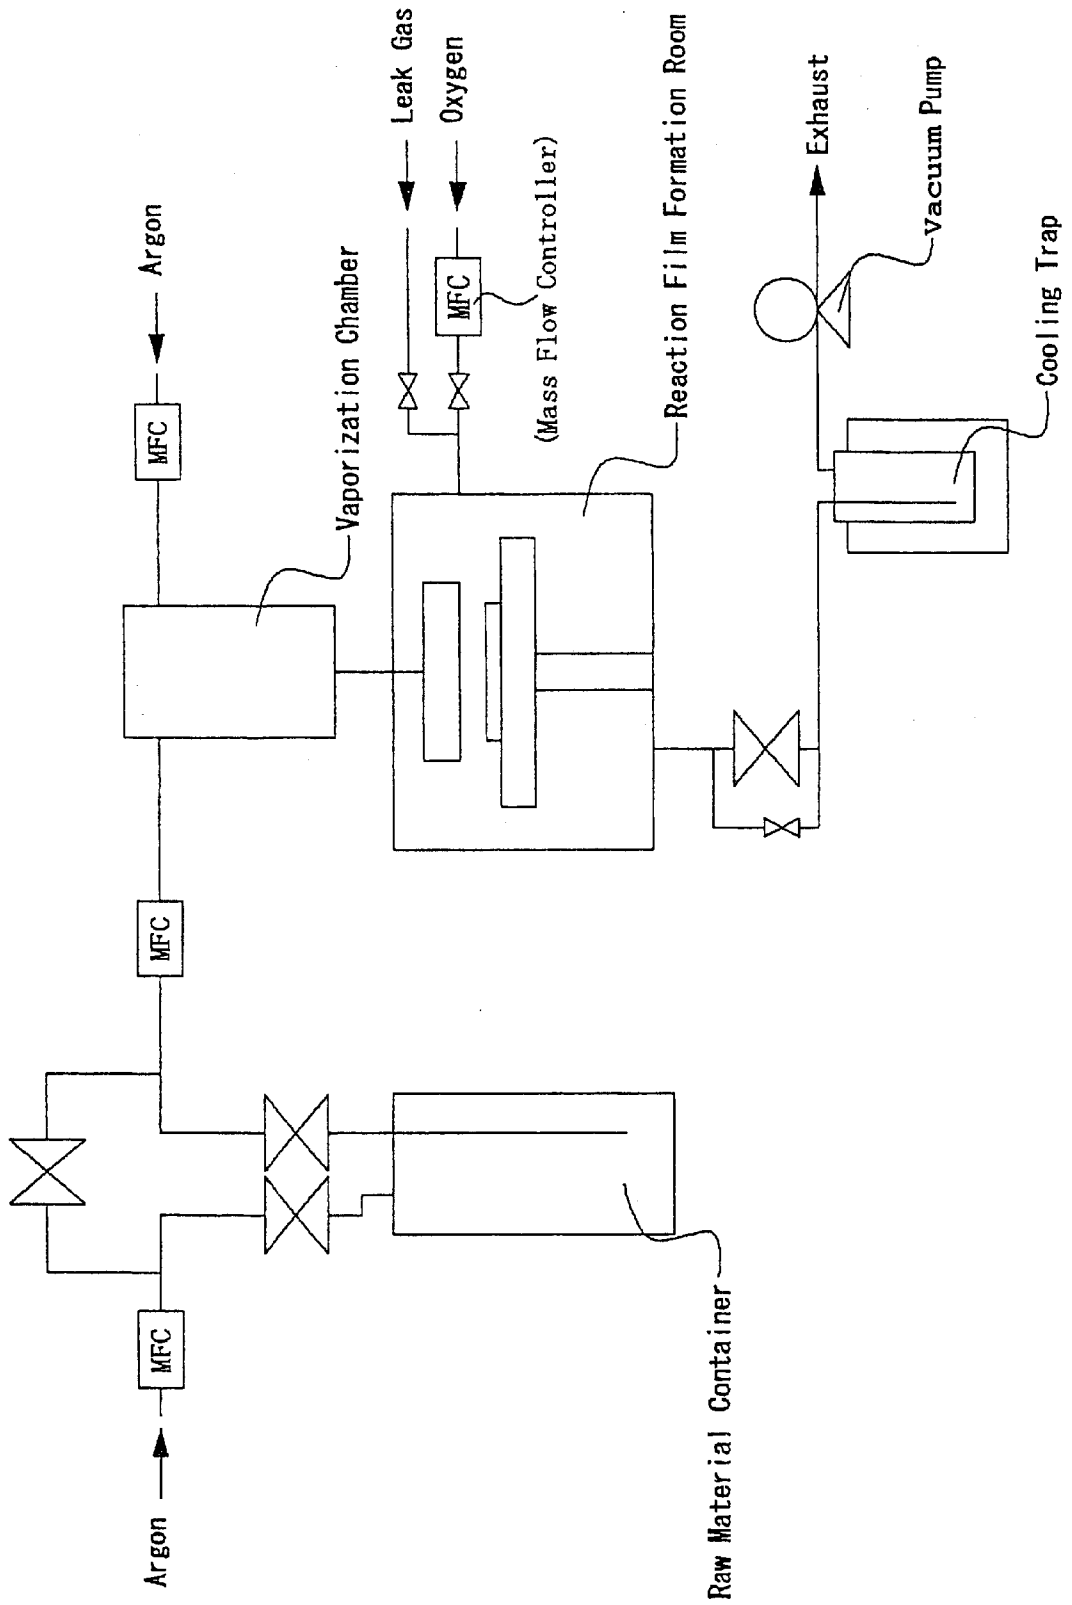 Argon
MFC
MFC
MFC
Argon
Vaporization Chamber
Leak Gas
Oxygen
MFC
(Mass Flow Controller)
Reaction Film Formation Room
Raw Material Container
Exhaust
Vacuum Pump
Cooling Trap